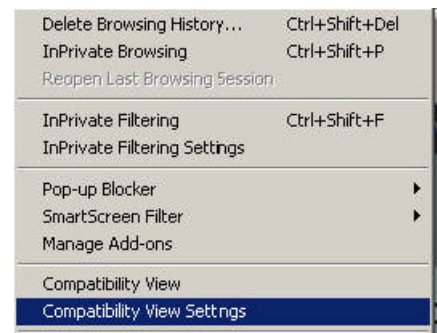 Delete Browsing History... Ctrl+Shift+Del
InPrivate Browsing Ctrl+Shift+P
Reopen Last Browsing Session
InPrivate Filtering Ctrl+Shift+F
InPrivate Filtering Settings
Pop-up Blocker
SmartScreen Filter
Manage Add-ons
Compatibility View
Compatibility View Settngs